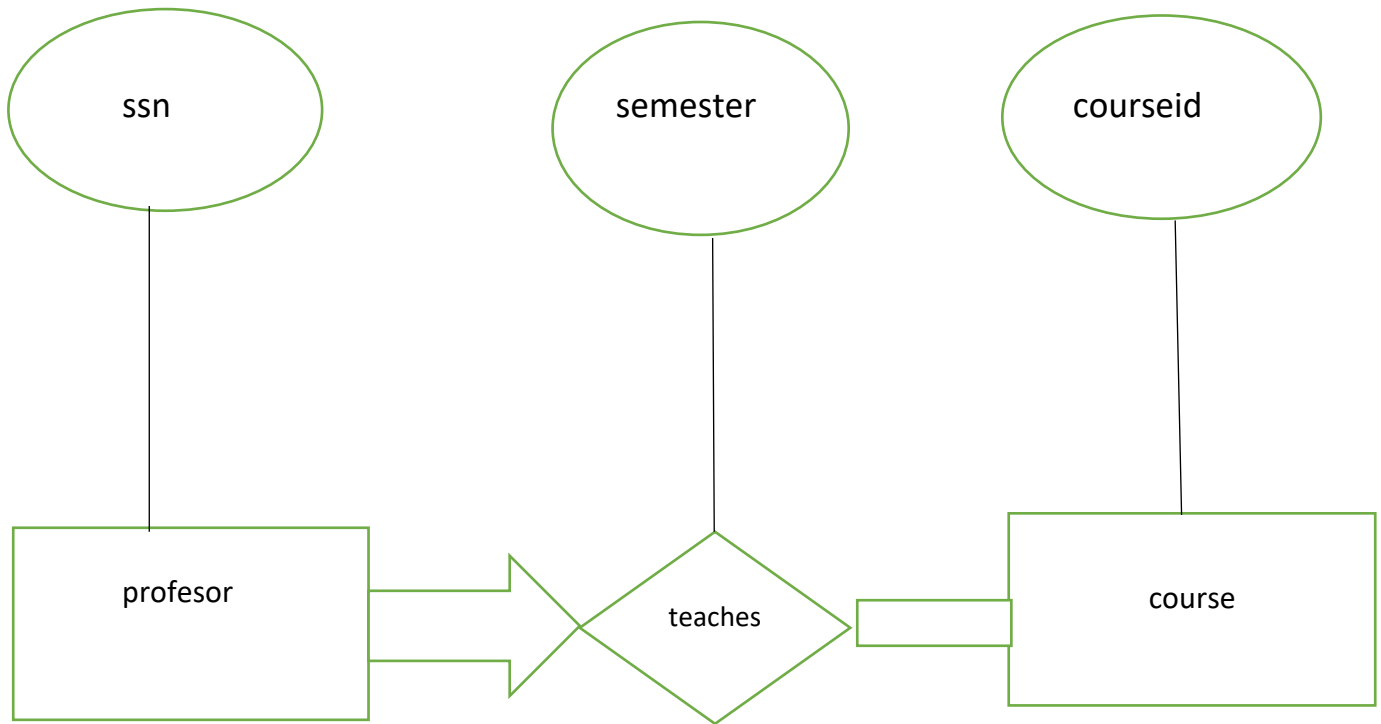 ssn
semester
courseid
profesor
teaches
course